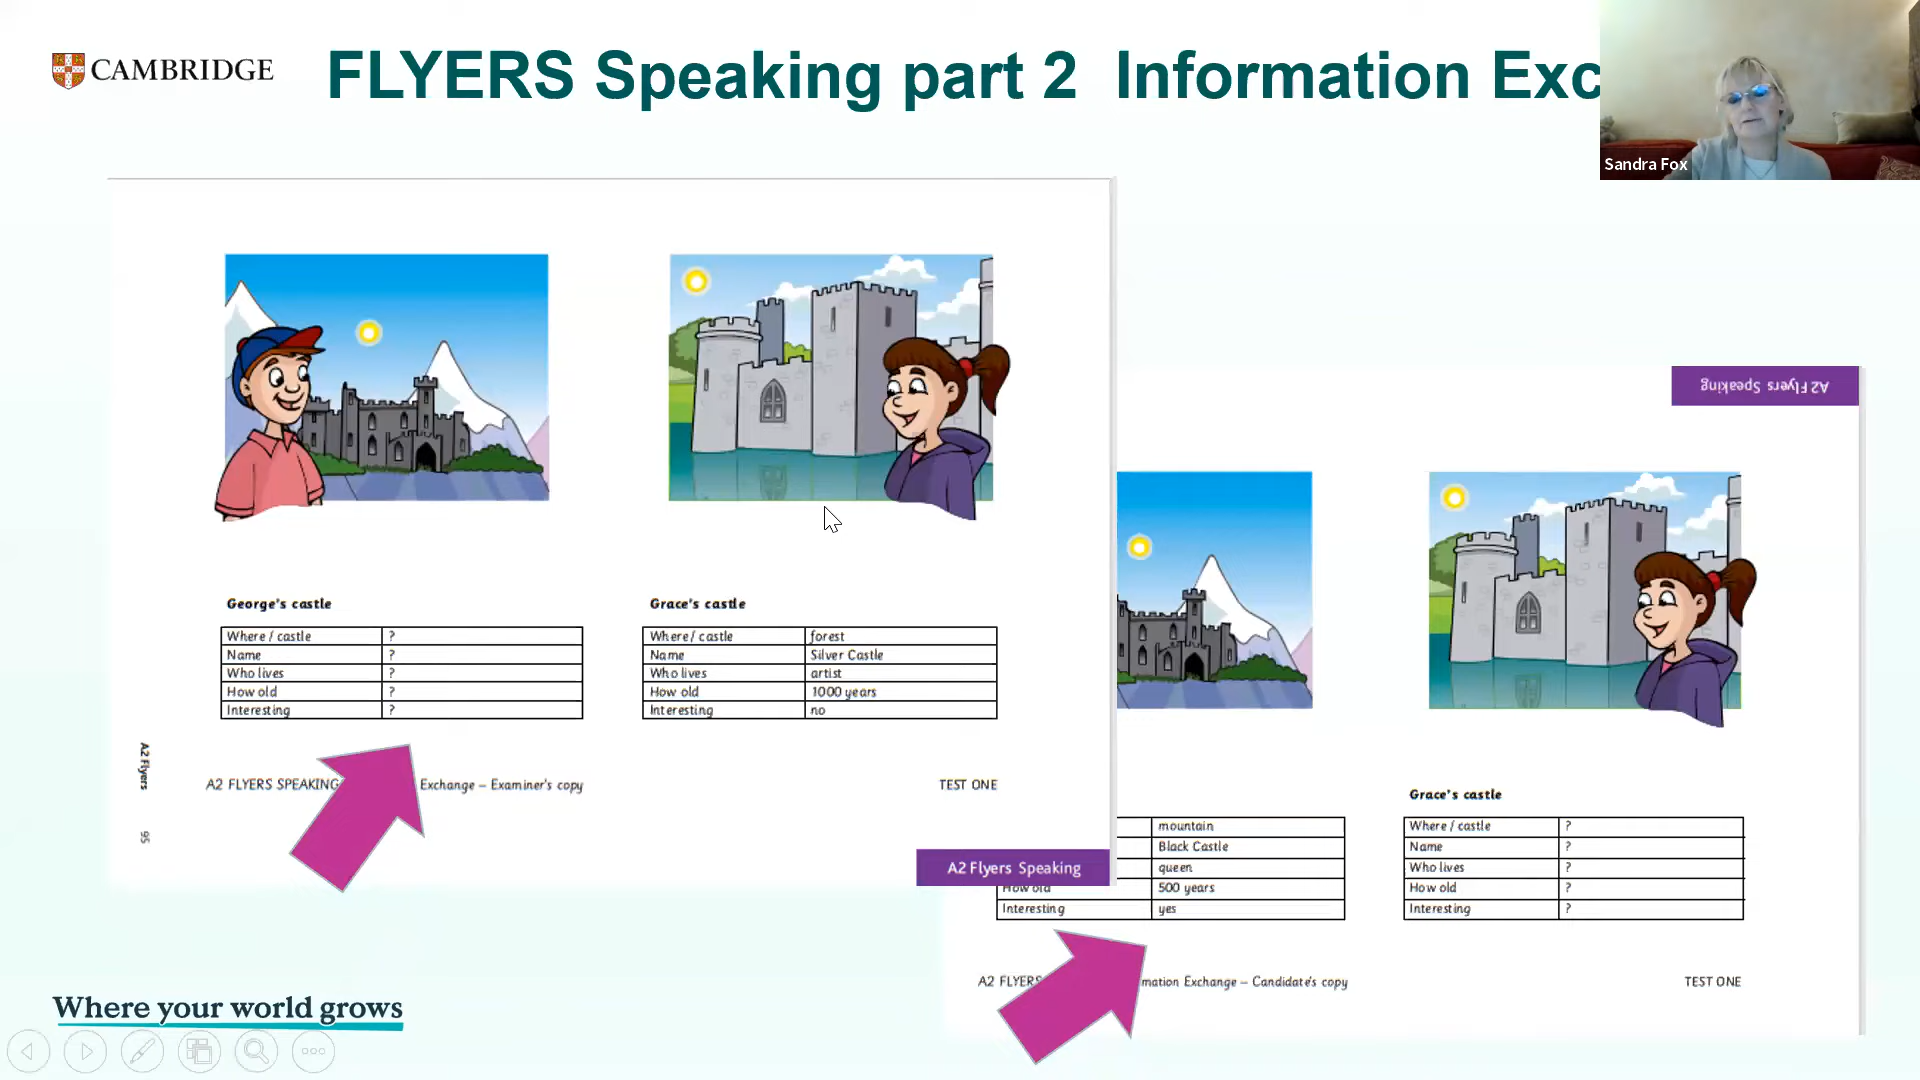 CAMBRIDGE
FLYERS Speaking part 2 Information Exc
Sandra Fox
George's castle
Where / castle ?
Name ?
Who lives ?
How old ?
Interesting ?
Grace's castle
Where / castle forest
Name Silver Castle
Who lives artist
How old 1000 years
Interesting no
A2 Flyers
95
A2 FLYERS SPEAKING Exchange – Examiner's copy
TEST ONE
A2 Flyers Speaking
A2 Flyers Speaking
mountain
Black Castle
queen
How old 500 years
Interesting yes
Grace's castle
Where / castle ?
Name ?
Who lives ?
How old ?
Interesting ?
A2 FLYERS mation Exchange – Candidate's copy
TEST ONE
Where your world grows